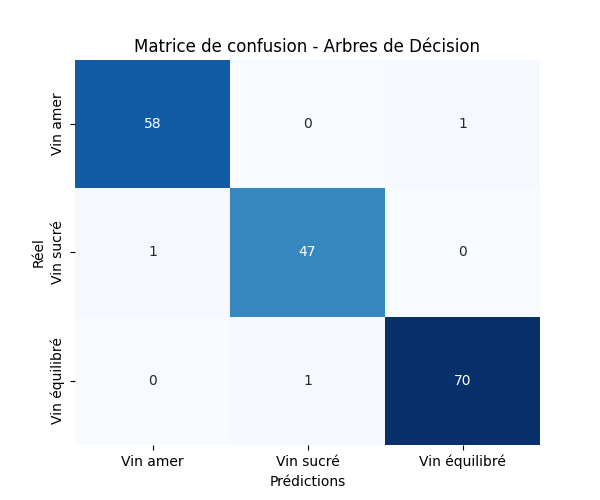 Matrice de confusion - Arbres de Décision
Réel
Vin amer
58 0 1
Vin sucré
1 47 0
Vin équilibré
0 1 70
Vin amer Vin sucré Vin équilibré
Prédictions